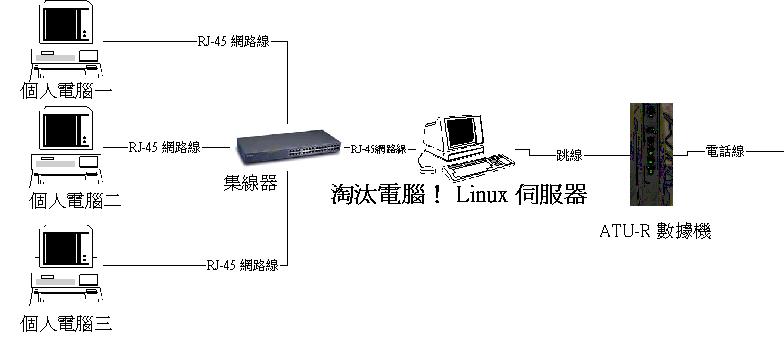 RJ-45 網路線
個人電腦一
RJ-45 網路線
個人電腦二
集線器
RJ-45網路線
淘汰電腦！ Linux 伺服器
跳線
電話線
ATU-R 數據機
RJ-45 網路線
個人電腦三